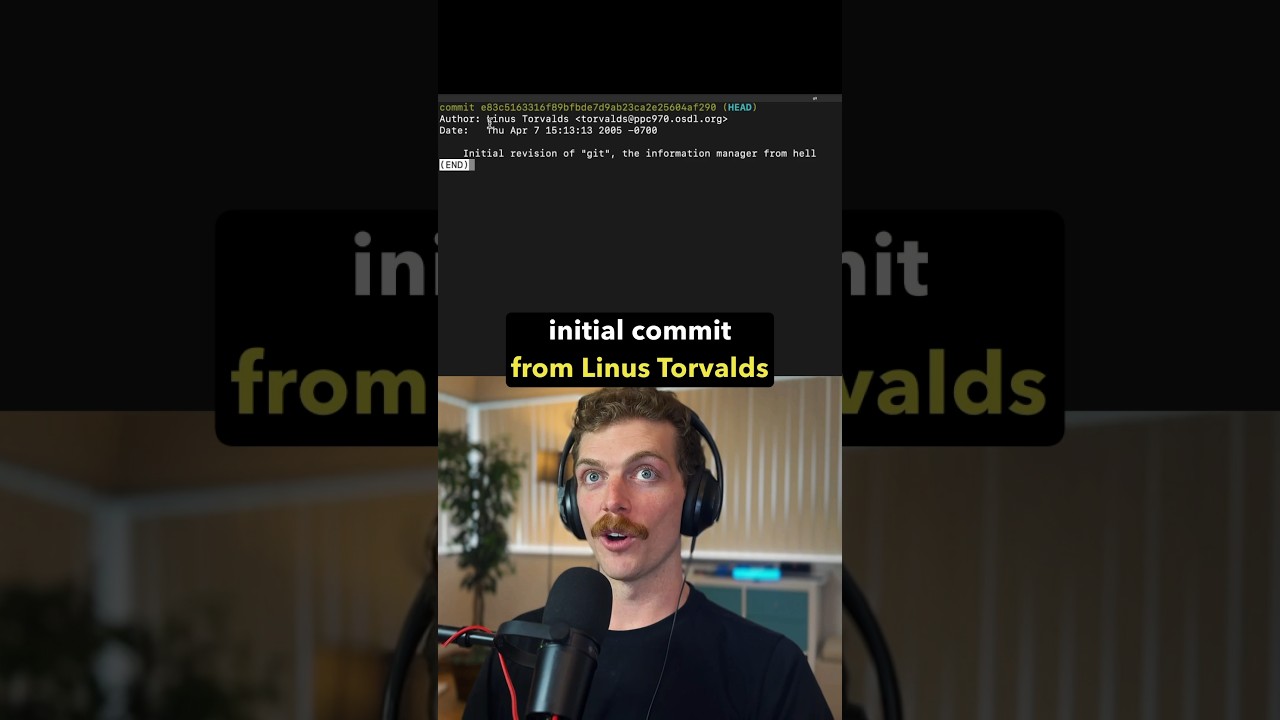 commit e83c5163316f89bfbde7d9ab23ca2e25604af290 (HEAD)
Author: Linus Torvalds <torvalds@ppc970.osdl.org>
Date:   Thu Apr 7 15:13:13 2005 -0700
Initial revision of "git", the information manager from hell
(END)
initial commit
from Linus Torvalds